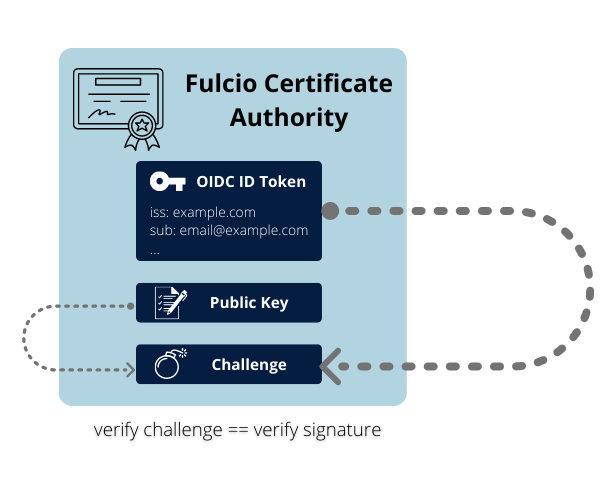 Fulcio Certificate
Authority
OIDC ID Token
iss: example.com
sub: email@example.com
...
Public Key
Challenge
verify challenge == verify signature